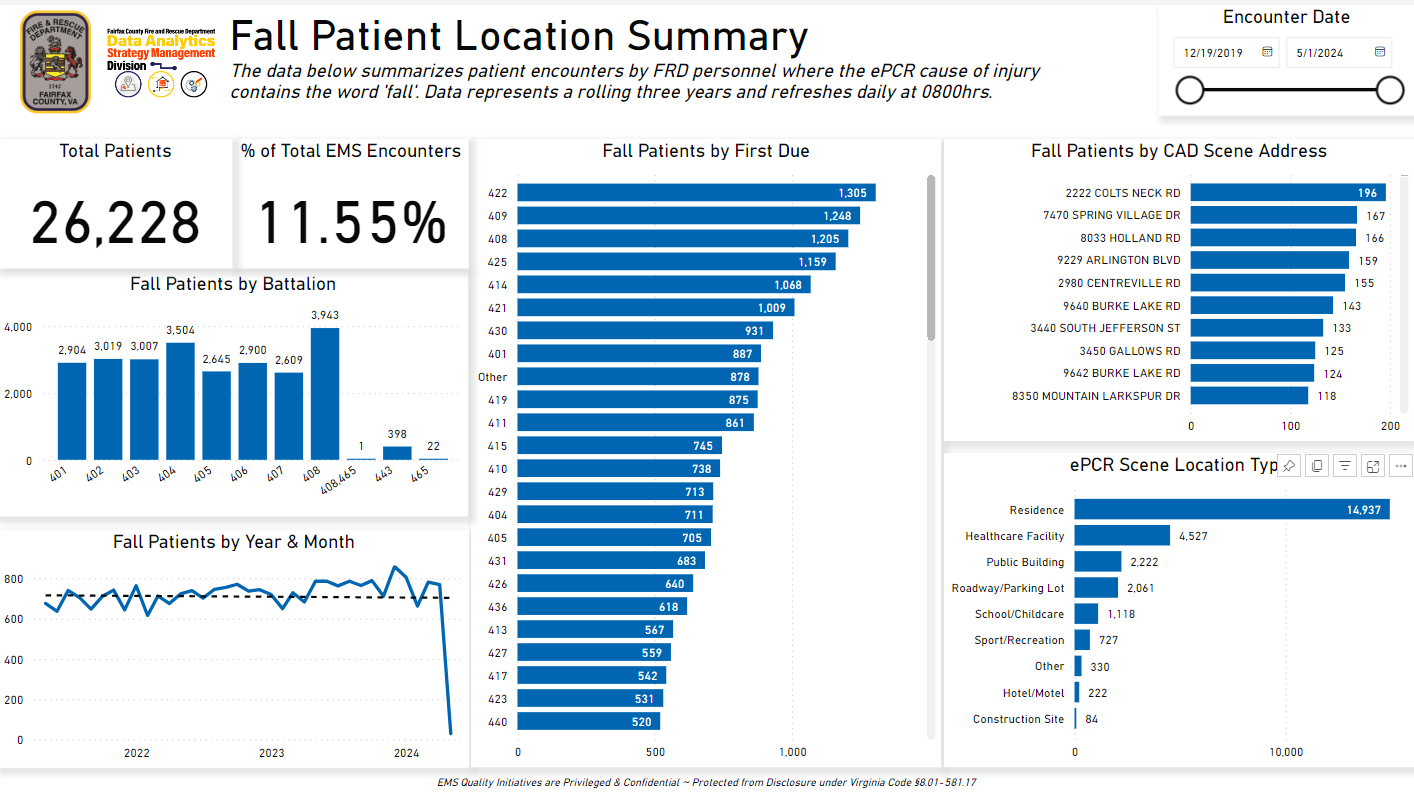 FIRE & RESCUE
DEPARTMENT
1742
FAIRFAX
COUNTY, VA
Fairfax County Fire and Rescue Department
Data Analytics
Strategy Management
Division
Fall Patient Location Summary
The data below summarizes patient encounters by FRD personnel where the ePCR cause of injury
contains the word 'fall'. Data represents a rolling three years and refreshes daily at 0800hrs.
Encounter Date
12/19/2019
5/1/2024
Total Patients
26,228
% of Total EMS Encounters
11.55%
Fall Patients by Battalion
4,000
2,000
0
2,904
3,019
3,007
3,504
2,645
2,900
2,609
3,943
1
398
22
401
402
403
404
405
406
407
408
408,465
443
465
Fall Patients by Year & Month
800
600
400
200
0
2022
2023
2024
Fall Patients by First Due
422 1,305
409 1,248
408 1,205
425 1,159
414 1,068
421 1,009
430 931
401 887
Other 878
419 875
411 861
415 745
410 738
429 713
404 711
405 705
431 683
426 640
436 618
413 567
427 559
417 542
423 531
440 520
0 500 1,000
Fall Patients by CAD Scene Address
2222 COLTS NECK RD 196
7470 SPRING VILLAGE DR 167
8033 HOLLAND RD 166
9229 ARLINGTON BLVD 159
2980 CENTREVILLE RD 155
9640 BURKE LAKE RD 143
3440 SOUTH JEFFERSON ST 133
3450 GALLOWS RD 125
9642 BURKE LAKE RD 124
8350 MOUNTAIN LARKSPUR DR 118
0 100 200
ePCR Scene Location Typ
Residence 14,937
Healthcare Facility 4,527
Public Building 2,222
Roadway/Parking Lot 2,061
School/Childcare 1,118
Sport/Recreation 727
Other 330
Hotel/Motel 222
Construction Site 84
0 10,000
EMS Quality Initiatives are Privileged & Confidential ~ Protected from Disclosure under Virginia Code §8.01-581.17